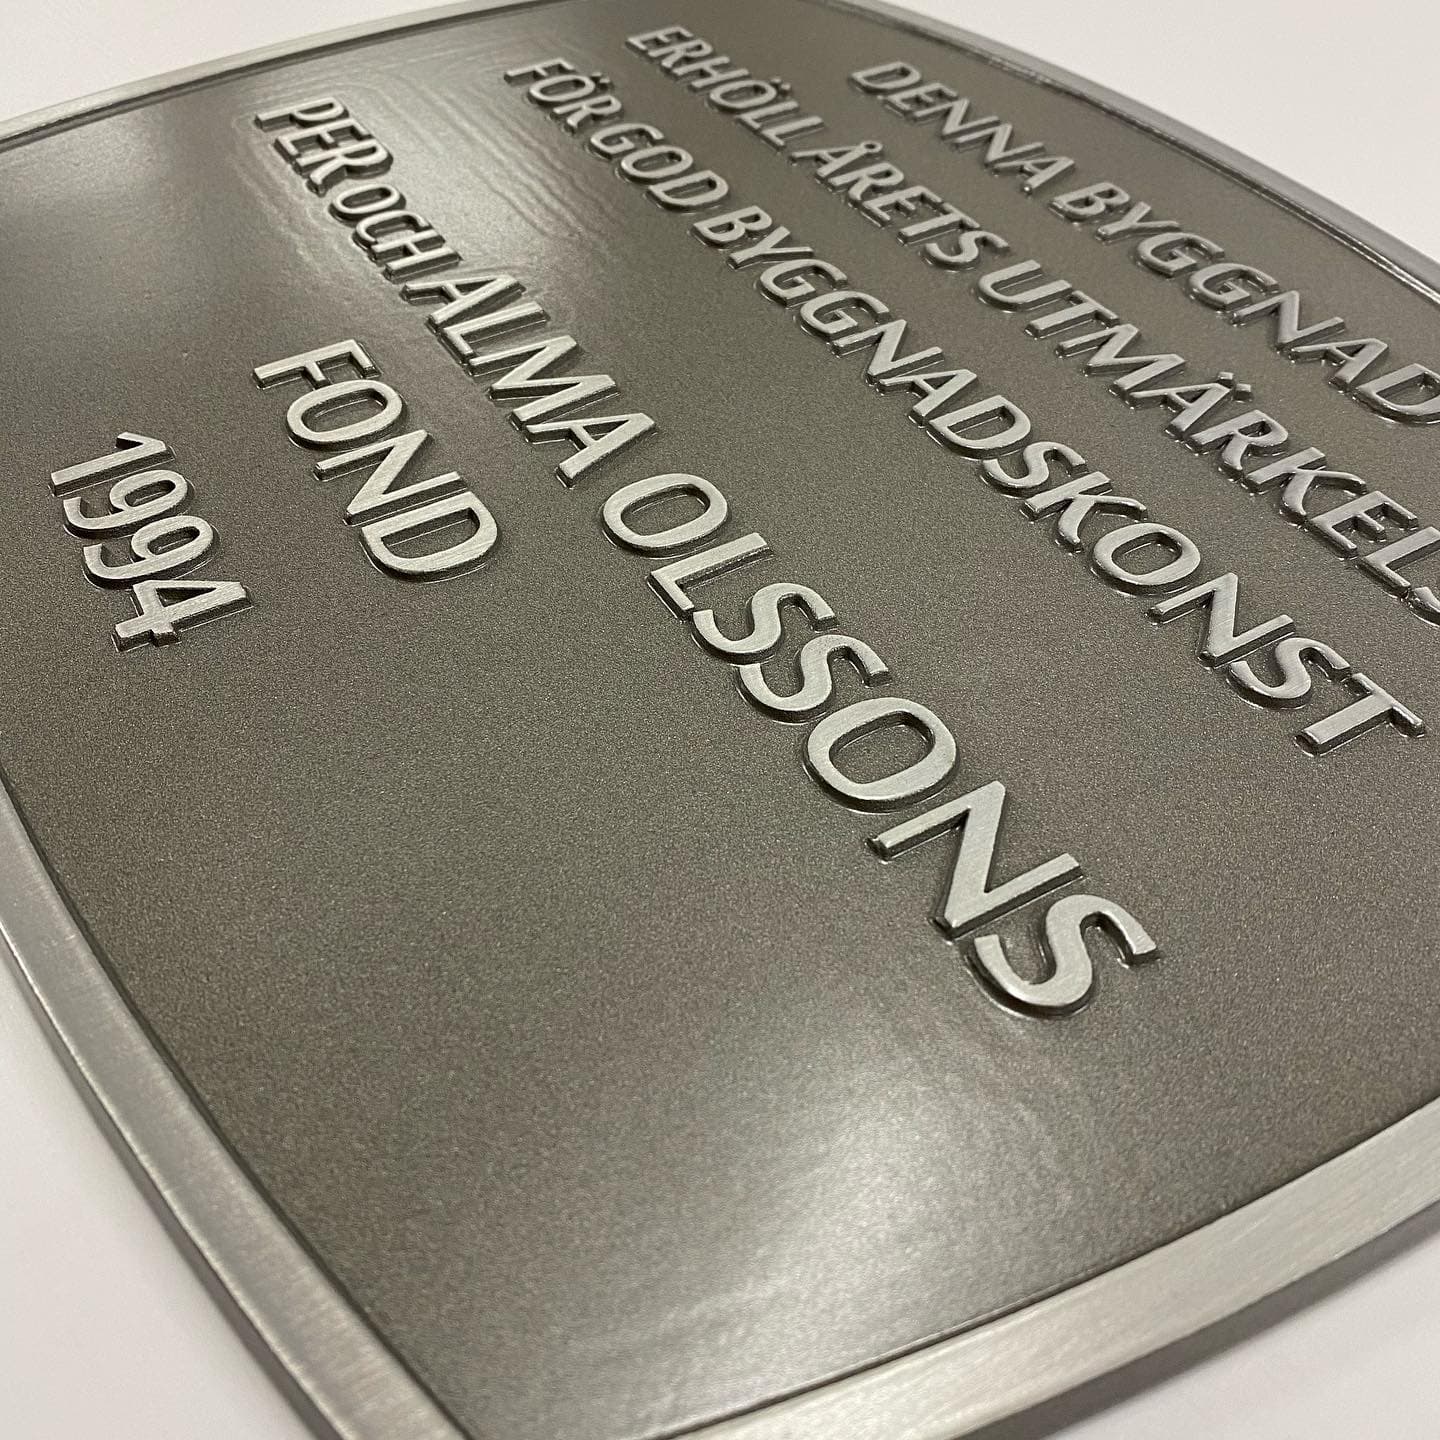 DENNA BYGGNAD
ERHÖLL ÅRETS UTMÄRKELS
FÖR GOD BYGGNADSKONST
PER OCH ALMA OLSSONS
FOND
1994